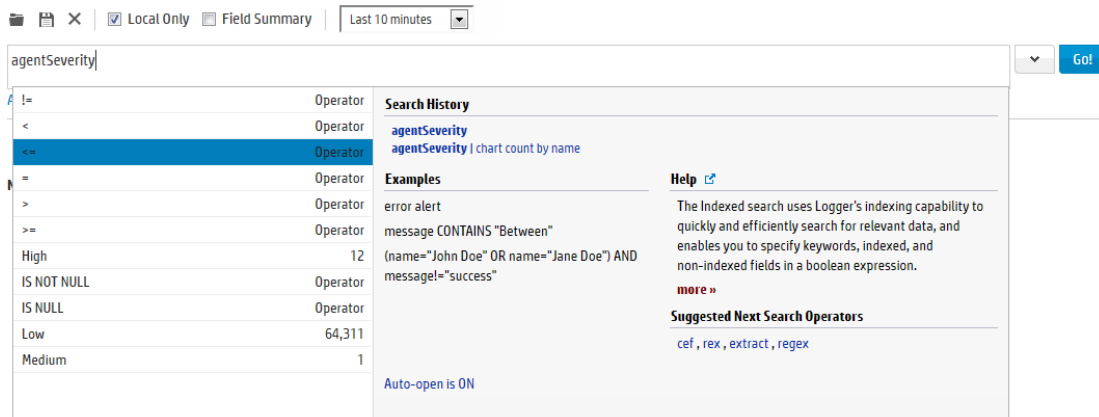 Local Only Field Summary Last 10 minutes
agentSeverity
Go!
A
!= Operator
< Operator
<= Operator
= Operator
> Operator
>= Operator
High 12
IS NOT NULL Operator
IS NULL Operator
Low 64,311
Medium 1
N
Search History
agentSeverity
agentSeverity | chart count by name
Examples
error alert
message CONTAINS "Between"
(name="John Doe" OR name="Jane Doe") AND
message!="success"
Auto-open is ON
Help
The Indexed search uses Logger's indexing capability to
quickly and efficiently search for relevant data, and
enables you to specify keywords, indexed, and
non-indexed fields in a boolean expression.
more »
Suggested Next Search Operators
cef , rex , extract , regex